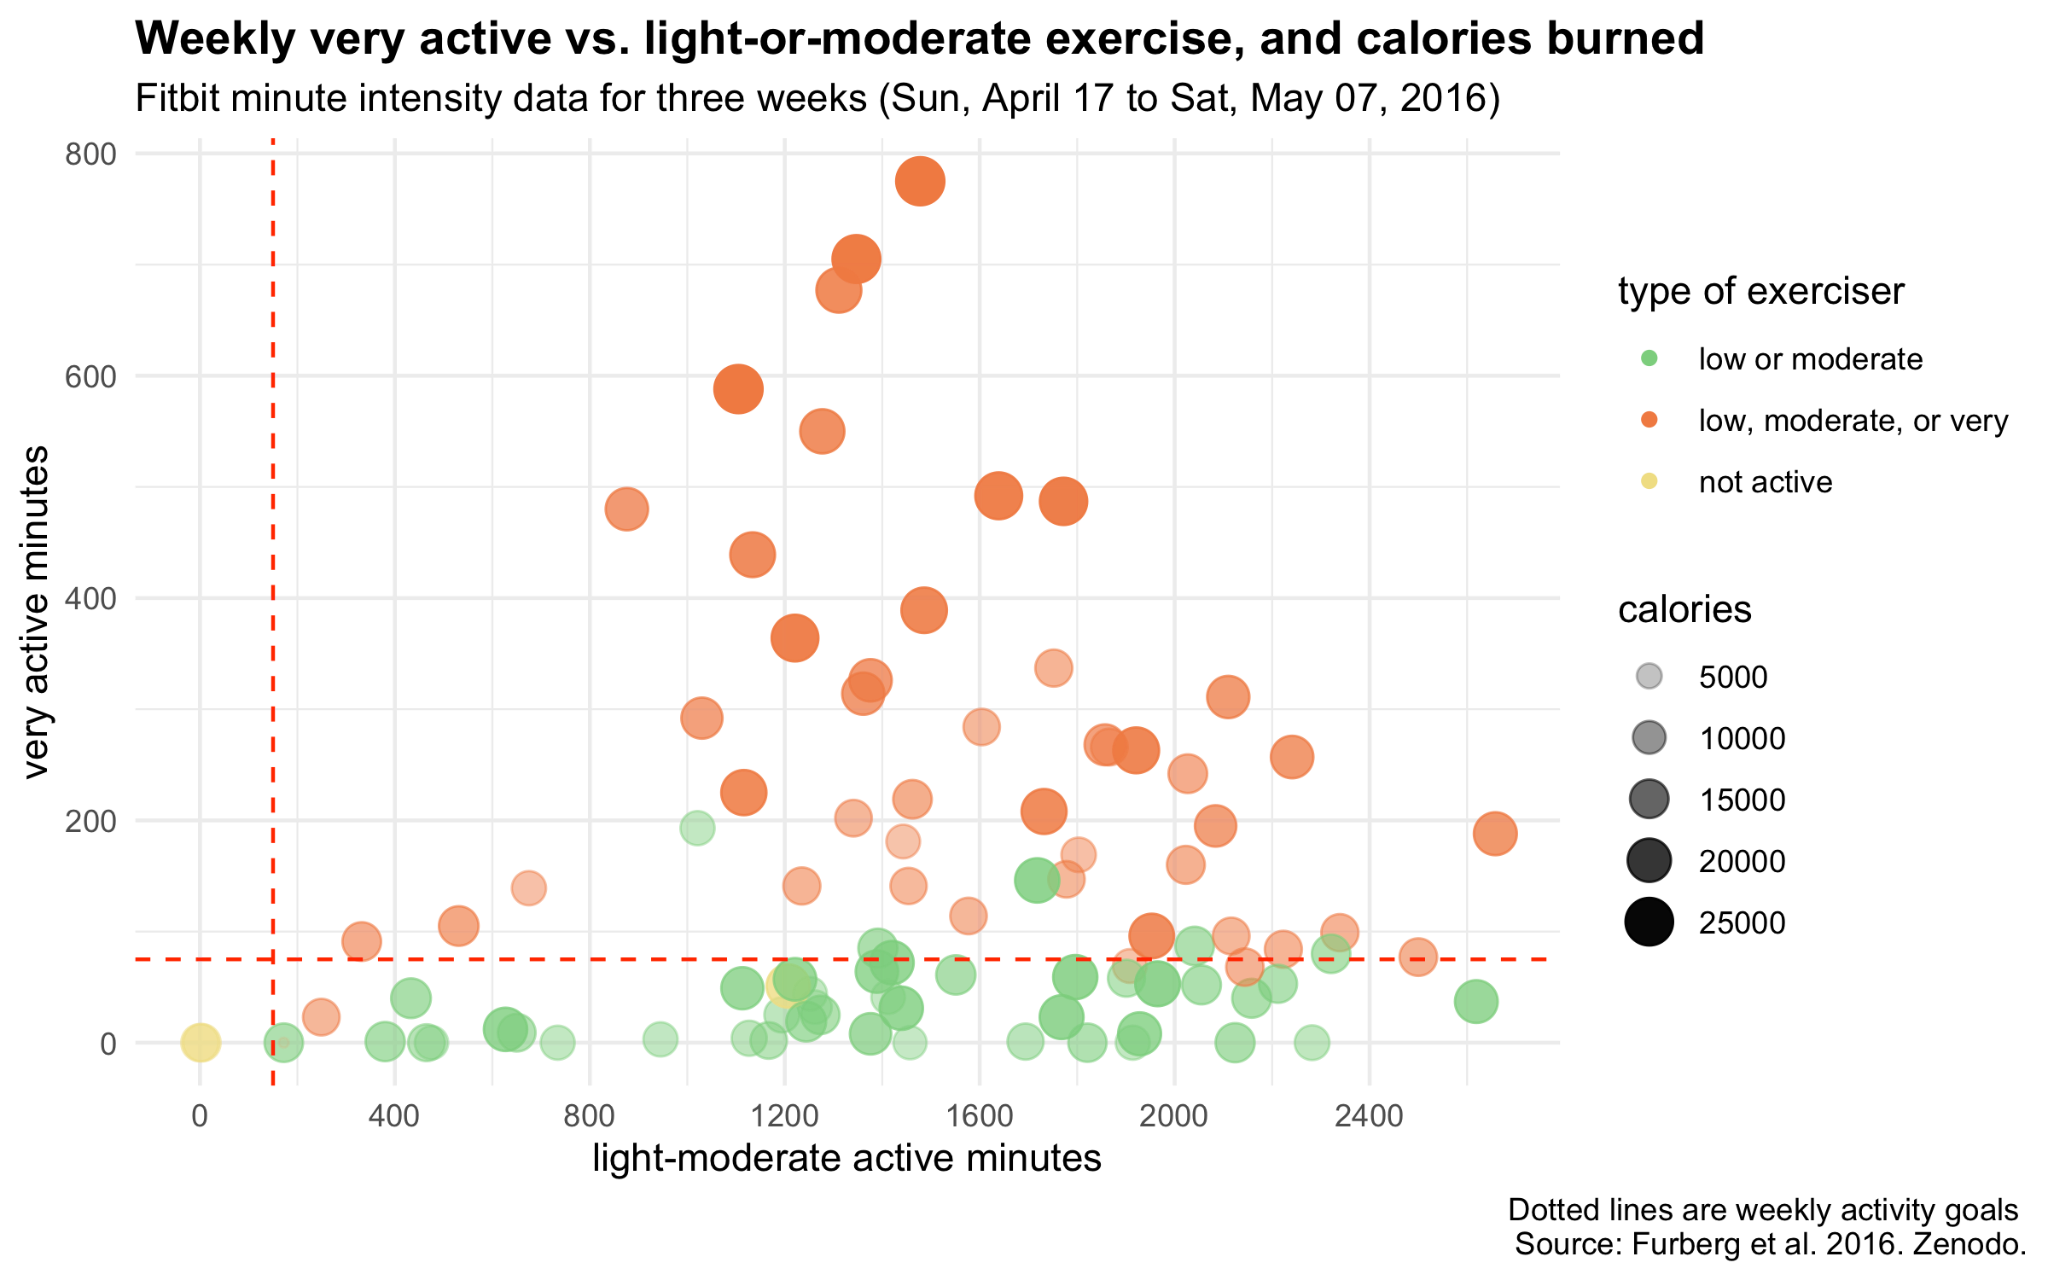 Weekly very active vs. light-or-moderate exercise, and calories burned
Fitbit minute intensity data for three weeks (Sun, April 17 to Sat, May 07, 2016)
800
600
400
200
0
very active minutes
0 400 800 1200 1600 2000 2400
light-moderate active minutes
type of exerciser
low or moderate
low, moderate, or very
not active
calories
5000
10000
15000
20000
25000
Dotted lines are weekly activity goals
Source: Furberg et al. 2016. Zenodo.